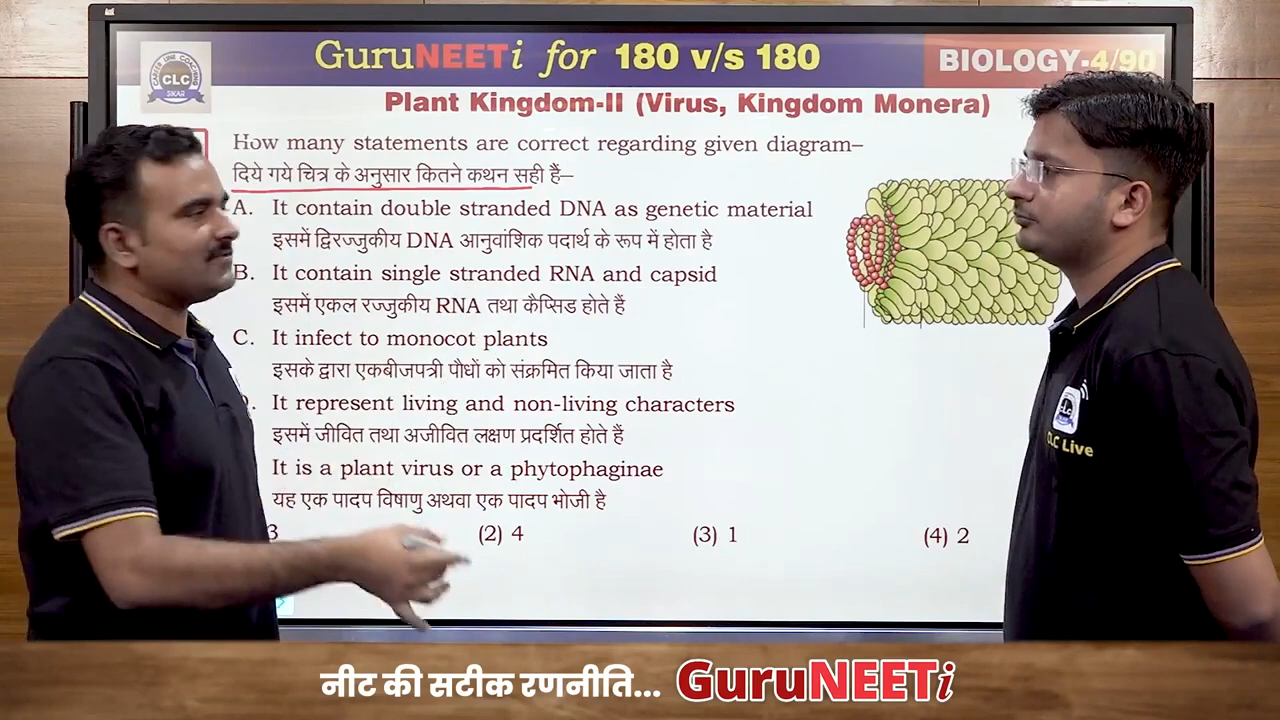 GuruNEETi for 180 v/s 180
BIOLOGY-4/90
CLC
SIKAR
Plant Kingdom-II (Virus, Kingdom Monera)
How many statements are correct regarding given diagram–
दिये गये चित्र के अनुसार कितने कथन सही हैं–
A. It contain double stranded DNA as genetic material
इसमें द्विरज्जुकीय DNA आनुवांशिक पदार्थ के रूप में होता है
B. It contain single stranded RNA and capsid
इसमें एकल रज्जुकीय RNA तथा कैप्सिड होते हैं
C. It infect to monocot plants
इसके द्वारा एकबीजपत्री पौधों को संक्रमित किया जाता है
It represent living and non-living characters
इसमें जीवित तथा अजीवित लक्षण प्रदर्शित होते हैं
It is a plant virus or a phytophaginae
यह एक पादप विषाणु अथवा एक पादप भोजी है
3 (2) 4 (3) 1 (4) 2
CLC Live
नीट की सटीक रणनीति... GuruNEETi